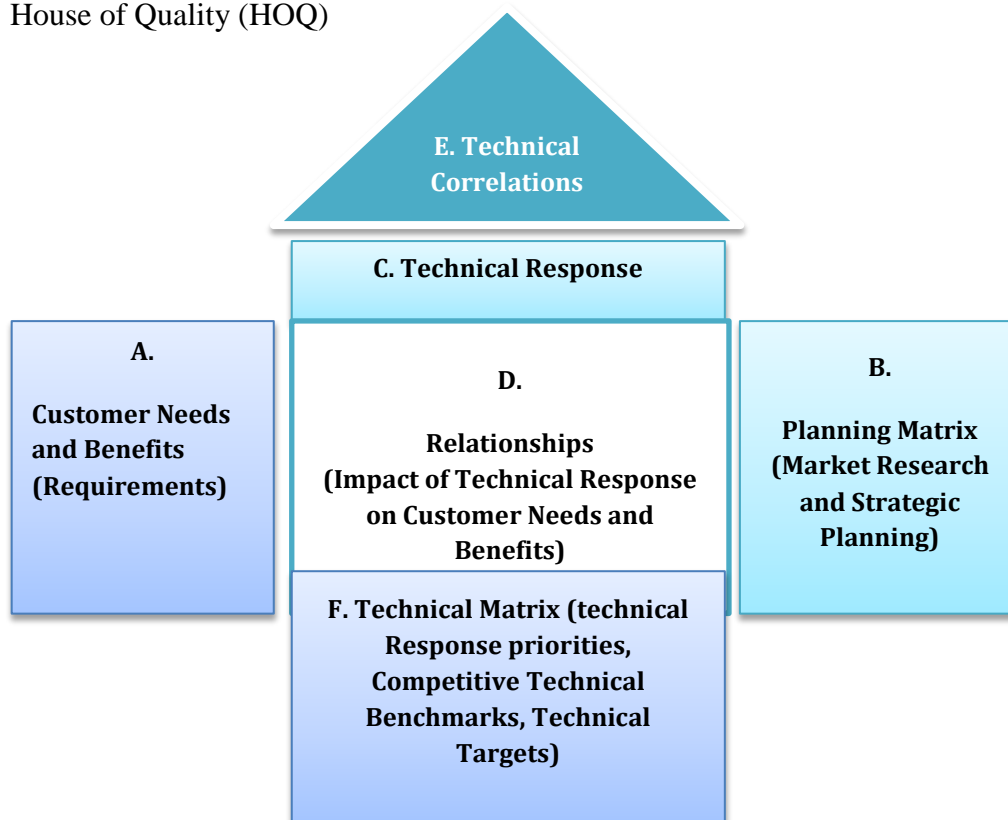 House of Quality (HOQ)
E. Technical
Correlations
C. Technical Response
A.
Customer Needs
and Benefits
(Requirements)
D.
Relationships
(Impact of Technical Response
on Customer Needs and
Benefits)
B.
Planning Matrix
(Market Research
and Strategic
Planning)
F. Technical Matrix (technical
Response priorities,
Competitive Technical
Benchmarks, Technical
Targets)